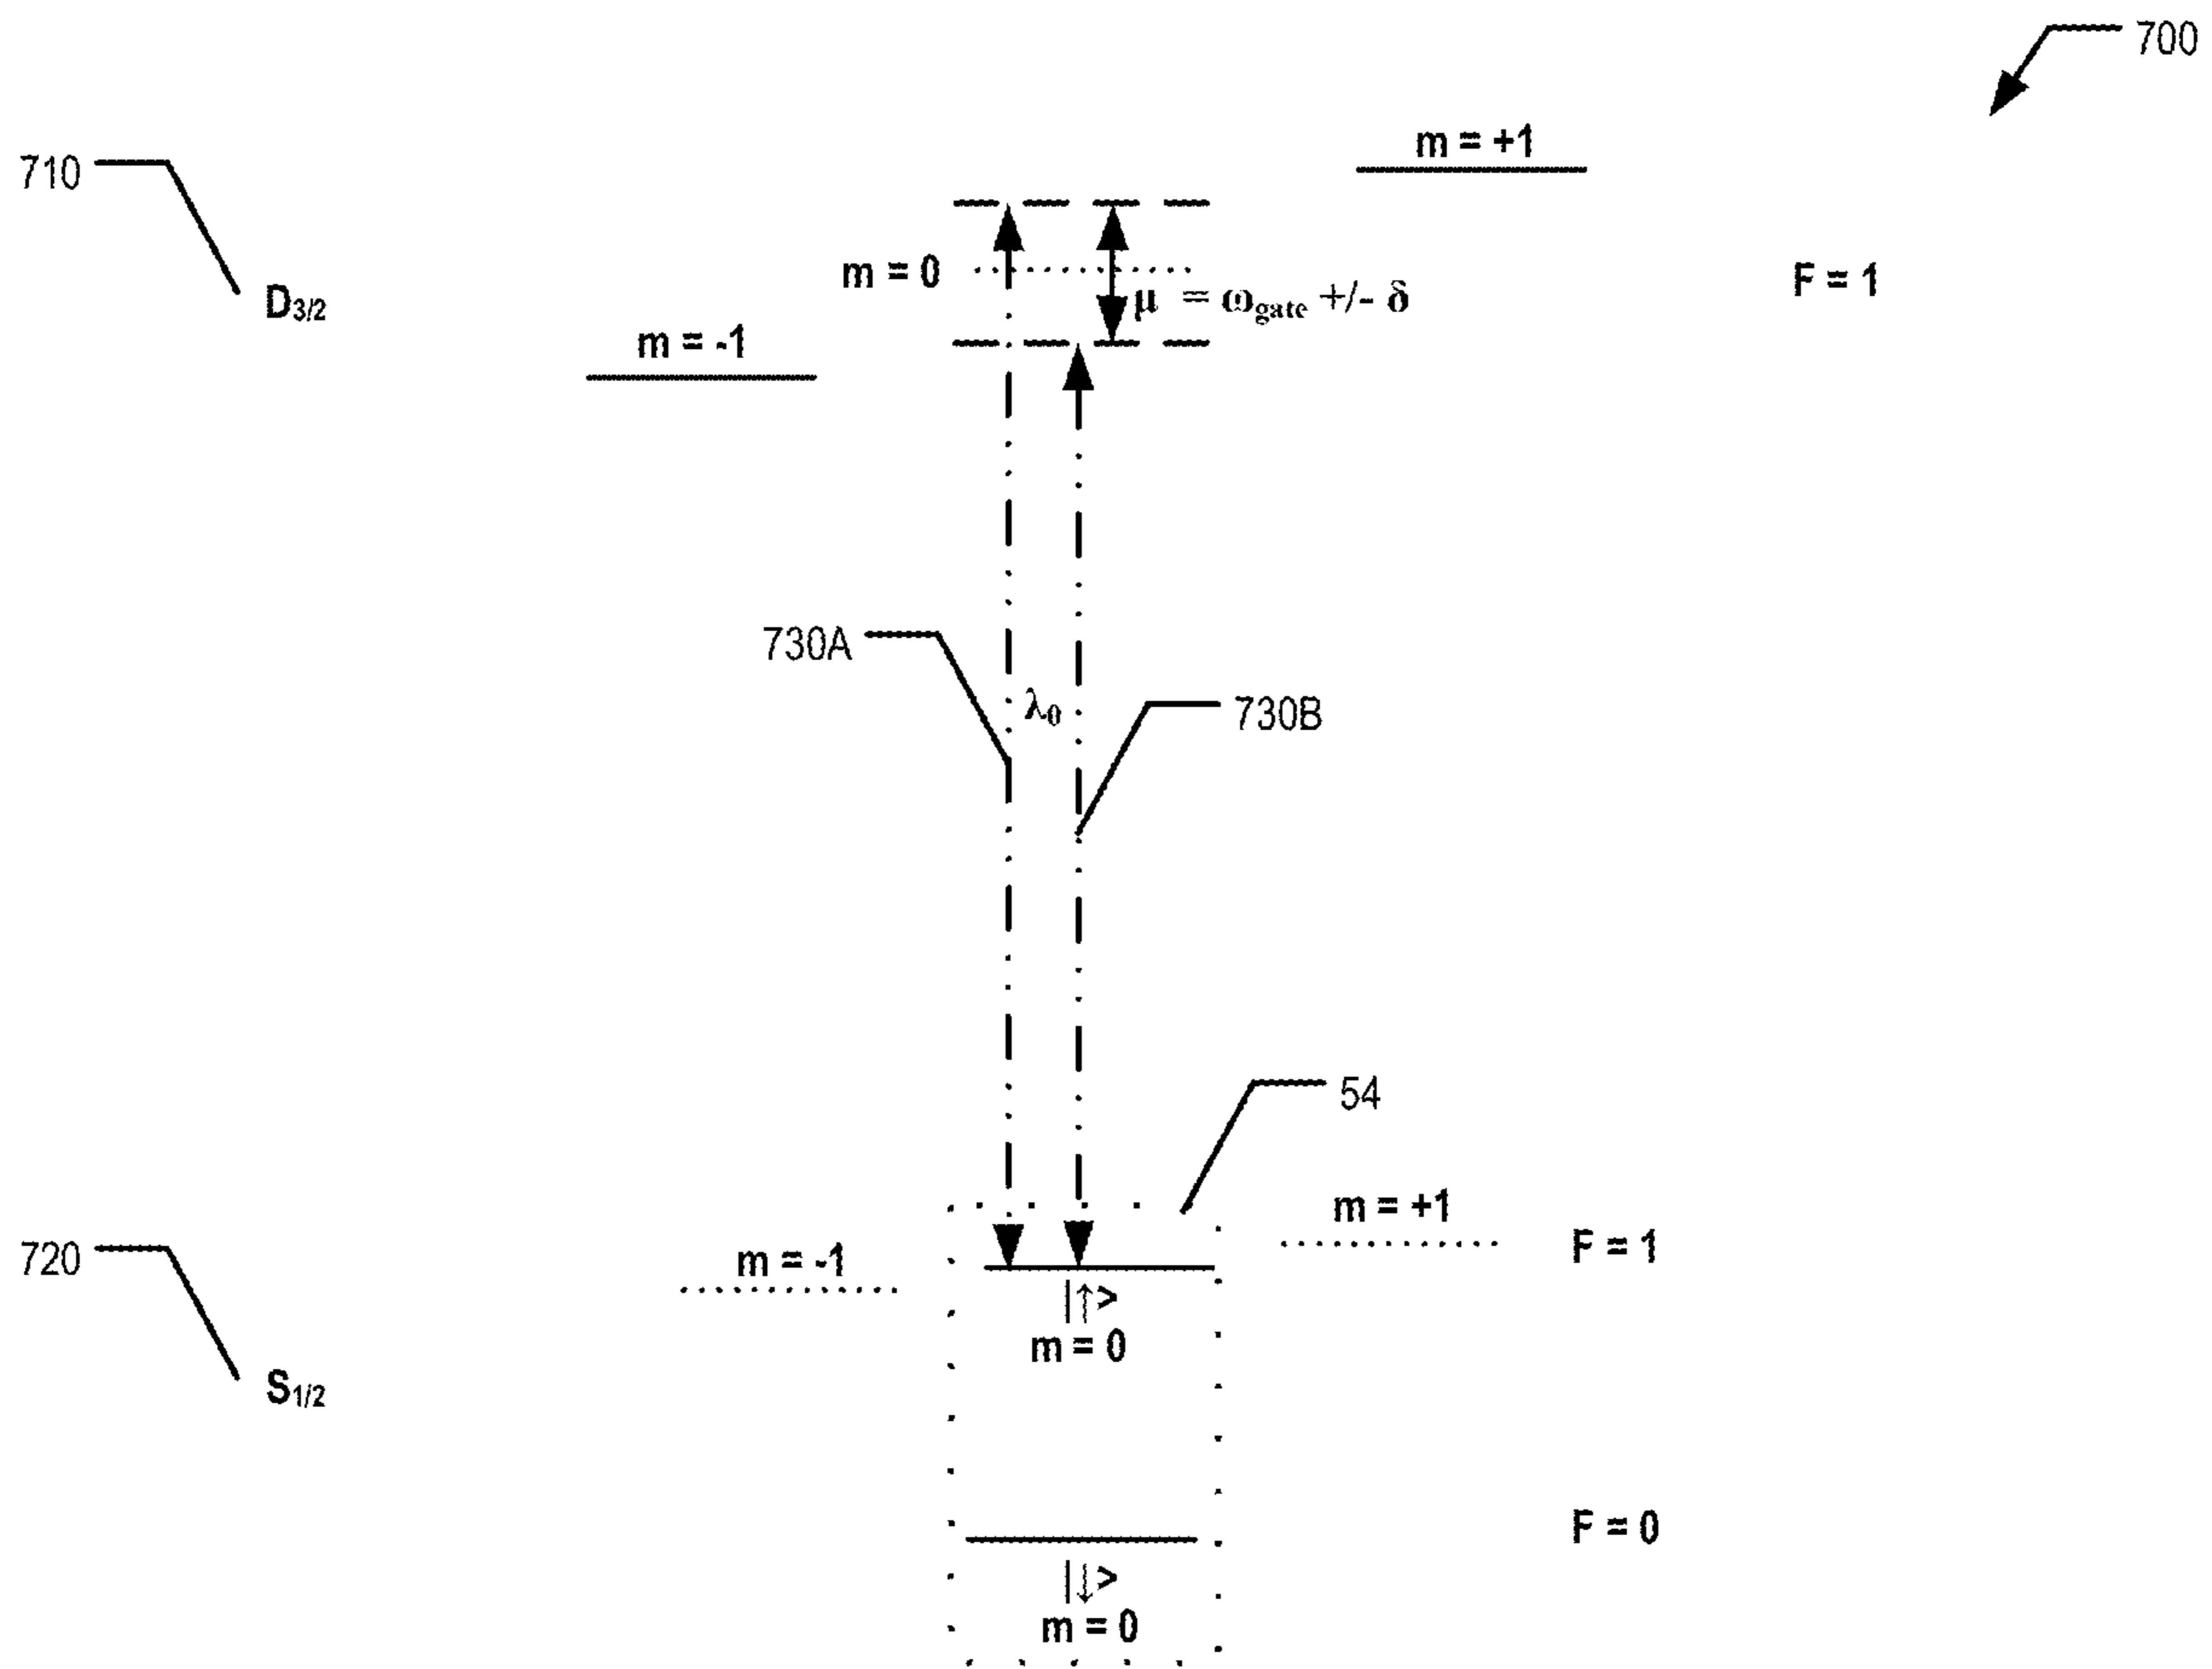 700
m = +1
710
m = 0
F = 1
D3/2
μ = ωgate +/- δ
m = -1
730A
λ0
730B
54
m = +1
720
m = -1
F = 1
|↑>
m = 0
S1/2
F = 0
|↓>
m = 0